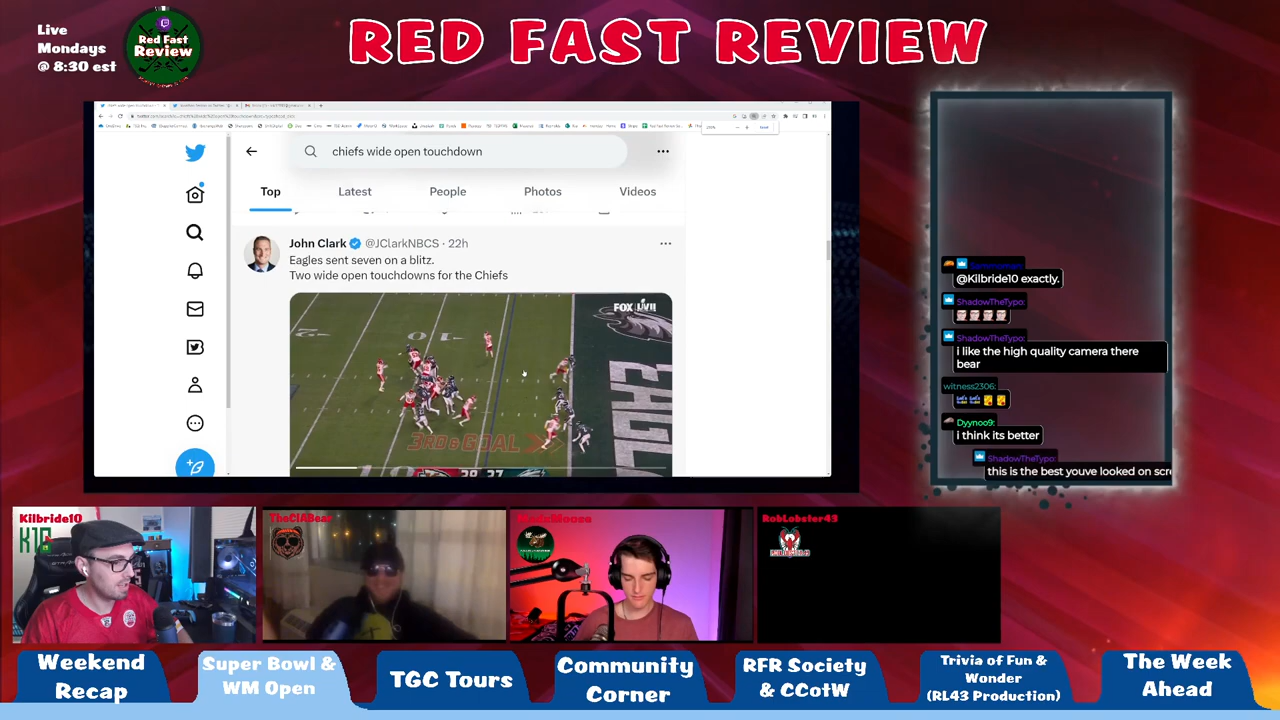 Live
Mondays
@ 8:30 est
Red Fast
Review
RED FAST REVIEW
chiefs wide open touchdown
Top
Latest
People
Photos
Videos
John Clark @JClarkNBCS · 22h
Eagles sent seven on a blitz.
Two wide open touchdowns for the Chiefs
FOX LVII
3RD & GOAL
@Kilbride10 exactly.
ShadowTheTypo:
ShadowTheTypo:
i like the high quality camera there
bear
witness2306:
Dyynoo9:
i think its better
ShadowTheTypo:
this is the best youve looked on scre
Kilbride10
K10
TheCIABear
RobLobster43
Weekend
Recap
Super Bowl &
WM Open
TGC Tours
Community
Corner
RFR Society
& CCotW
Trivia of Fun &
Wonder
(RL43 Production)
The Week
Ahead